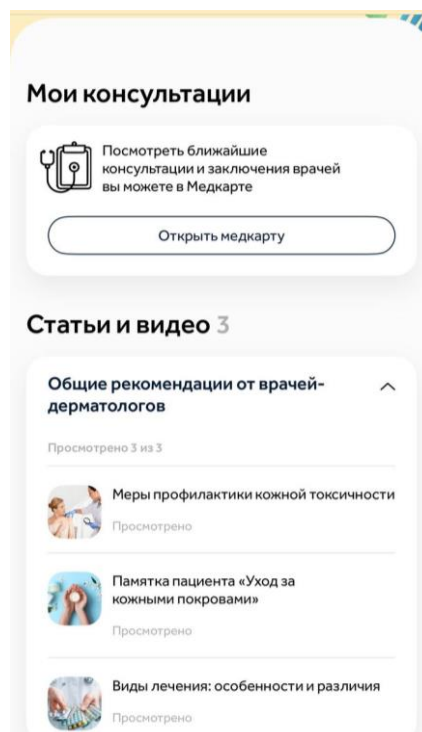 Мои консультации
Посмотреть ближайшие
консультации и заключения врачей
вы можете в Медкарте
Открыть медкарту
Статьи и видео 3
Общие рекомендации от врачей-
дерматологов
Просмотрено 3 из 3
Меры профилактики кожной токсичности
Просмотрено
Памятка пациента «Уход за
кожными покровами»
Просмотрено
Виды лечения: особенности и различия
Просмотрено